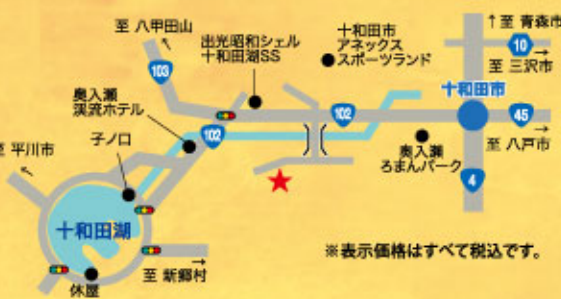 至 八甲田山
103
出光昭和シェル
十和田湖SS
十和田市
アネックス
スポーツランド
↑至 青森市
10
→
至 三沢市
十和田市
102
45
→
至 八戸市
奥入瀬
渓流ホテル
102
奥入瀬
ろまんパーク
4
子ノ口
至 平川市
十和田湖
休屋
→
至 新郷村
※表示価格はすべて税込です。